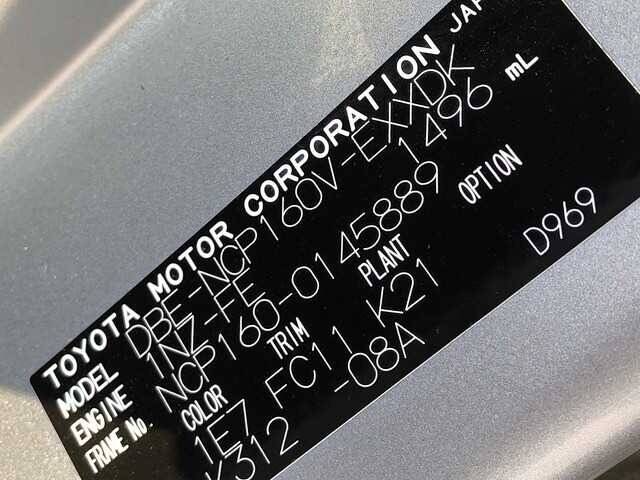 TOYOTA MOTOR CORPORATION JAP
MODEL DBE-NCP160V-EXXDK
ENGINE 1NZ-FE 1496 mL
FRAME No. NCP160-0145889
COLOR TRIM PLANT OPTION
1E7 FC11 K21 D969
K312 -08A